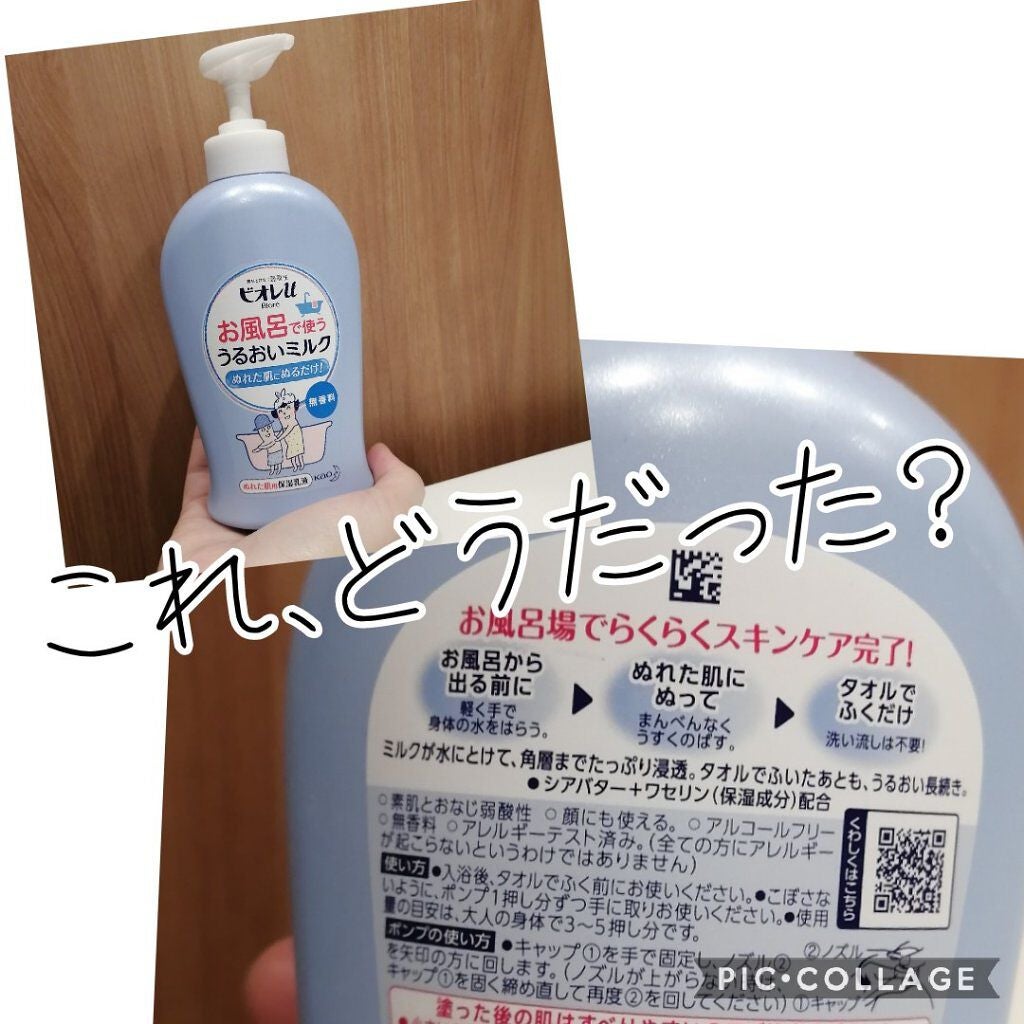 ビオレu
Biore
お風呂で使う
うるおいミルク
ぬれた肌にぬるだけ!
無香料
ぬれた肌用保湿乳液
Kao
これ、どうだった?
お風呂場でらくらくスキンケア完了!
お風呂から
出る前に
軽く手で
身体の水をはらう。
ぬれた肌に
ぬって
まんべんなく
うすくのばす。
タオルで
ふくだけ
洗い流しは不要!
ミルクが水にとけて、角層までたっぷり浸透。タオルでふいたあとも、うるおい長続き。
●シアバター+ワセリン(保湿成分)配合
○素肌とおなじ弱酸性 ○顔にも使える。 ○アルコールフリー
○無香料 ○アレルギーテスト済み。(全ての方にアレルギー
が起こらないというわけではありません)
くわしくはこちら
使い方 ●入浴後、タオルでふく前にお使いください。●こぼさな
いように、ポンプ1押し分ずつ手に取りお使いください。●使用
量の目安は、大人の身体で3〜5押し分です。
ポンプの使い方 ●キャップ①を手で固定し、ノズル②
を矢印の方に回します。(ノズルが上がらない時は、
キャップ①を固く締め直して再度②を回してください)
②ノズル
①キャップ
塗った後の肌はすべりやす
PIC•COLLAGE